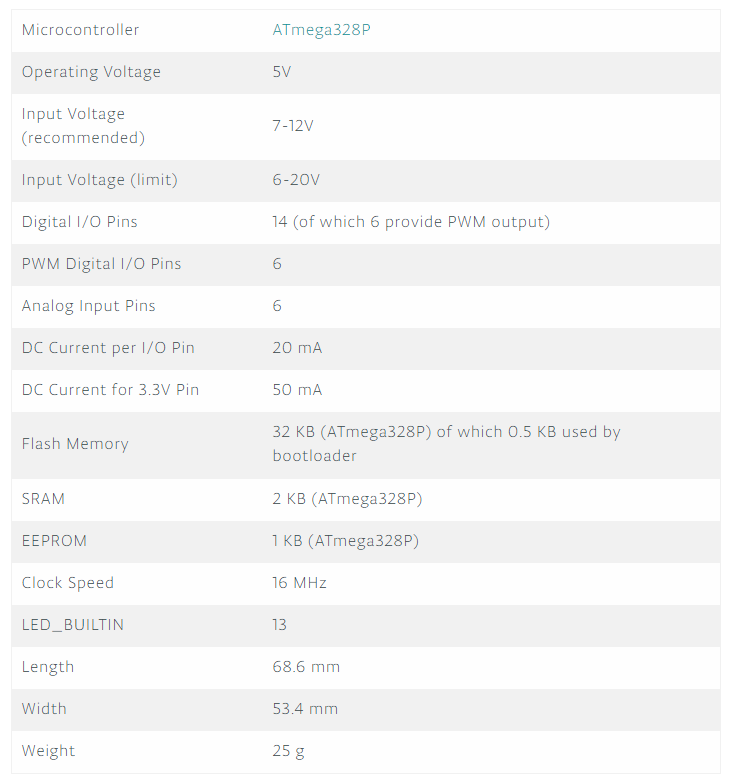 Microcontroller ATmega328P
Operating Voltage 5V
Input Voltage
(recommended) 7-12V
Input Voltage (limit) 6-20V
Digital I/O Pins 14 (of which 6 provide PWM output)
PWM Digital I/O Pins 6
Analog Input Pins 6
DC Current per I/O Pin 20 mA
DC Current for 3.3V Pin 50 mA
Flash Memory 32 KB (ATmega328P) of which 0.5 KB used by
bootloader
SRAM 2 KB (ATmega328P)
EEPROM 1 KB (ATmega328P)
Clock Speed 16 MHz
LED_BUILTIN 13
Length 68.6 mm
Width 53.4 mm
Weight 25 g